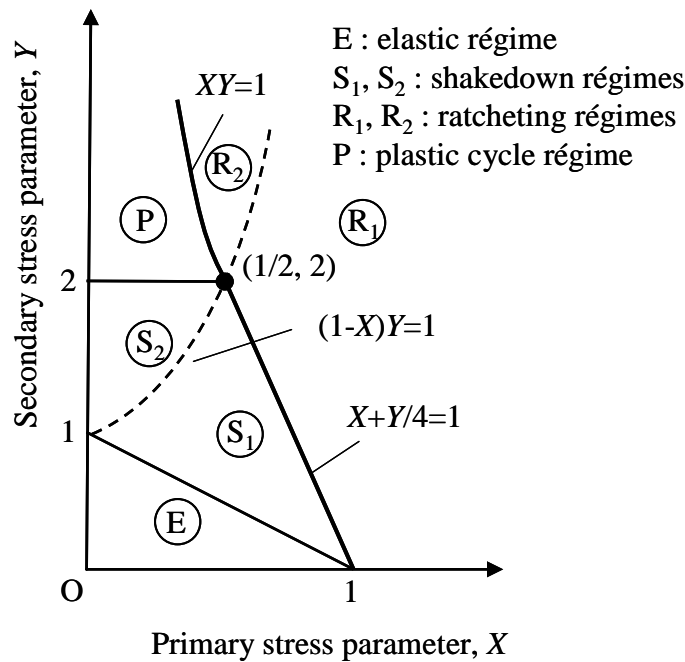 E : elastic régime
S₁, S₂ : shakedown régimes
R₁, R₂ : ratcheting régimes
P : plastic cycle régime
XY=1
R₂
P
R₁
(1/2, 2)
2
S₂
(1-X)Y=1
1
S₁
X+Y/4=1
E
O
1
Primary stress parameter, X
Secondary stress parameter, Y